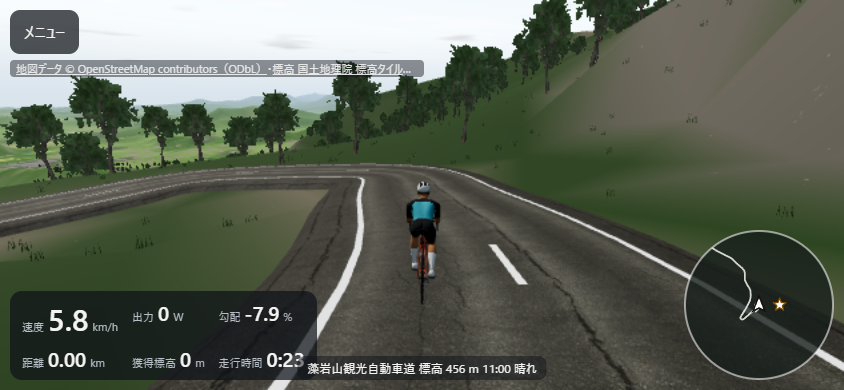 メニュー
地図データ © OpenStreetMap contributors（ODbL）・標高 国土地理院 標高タイル...
速度 5.8 km/h 出力 0 W 勾配 -7.9 %
距離 0.00 km 獲得標高 0 m 走行時間 0:23
藻岩山観光自動車道 標高 456 m 11:00 晴れ